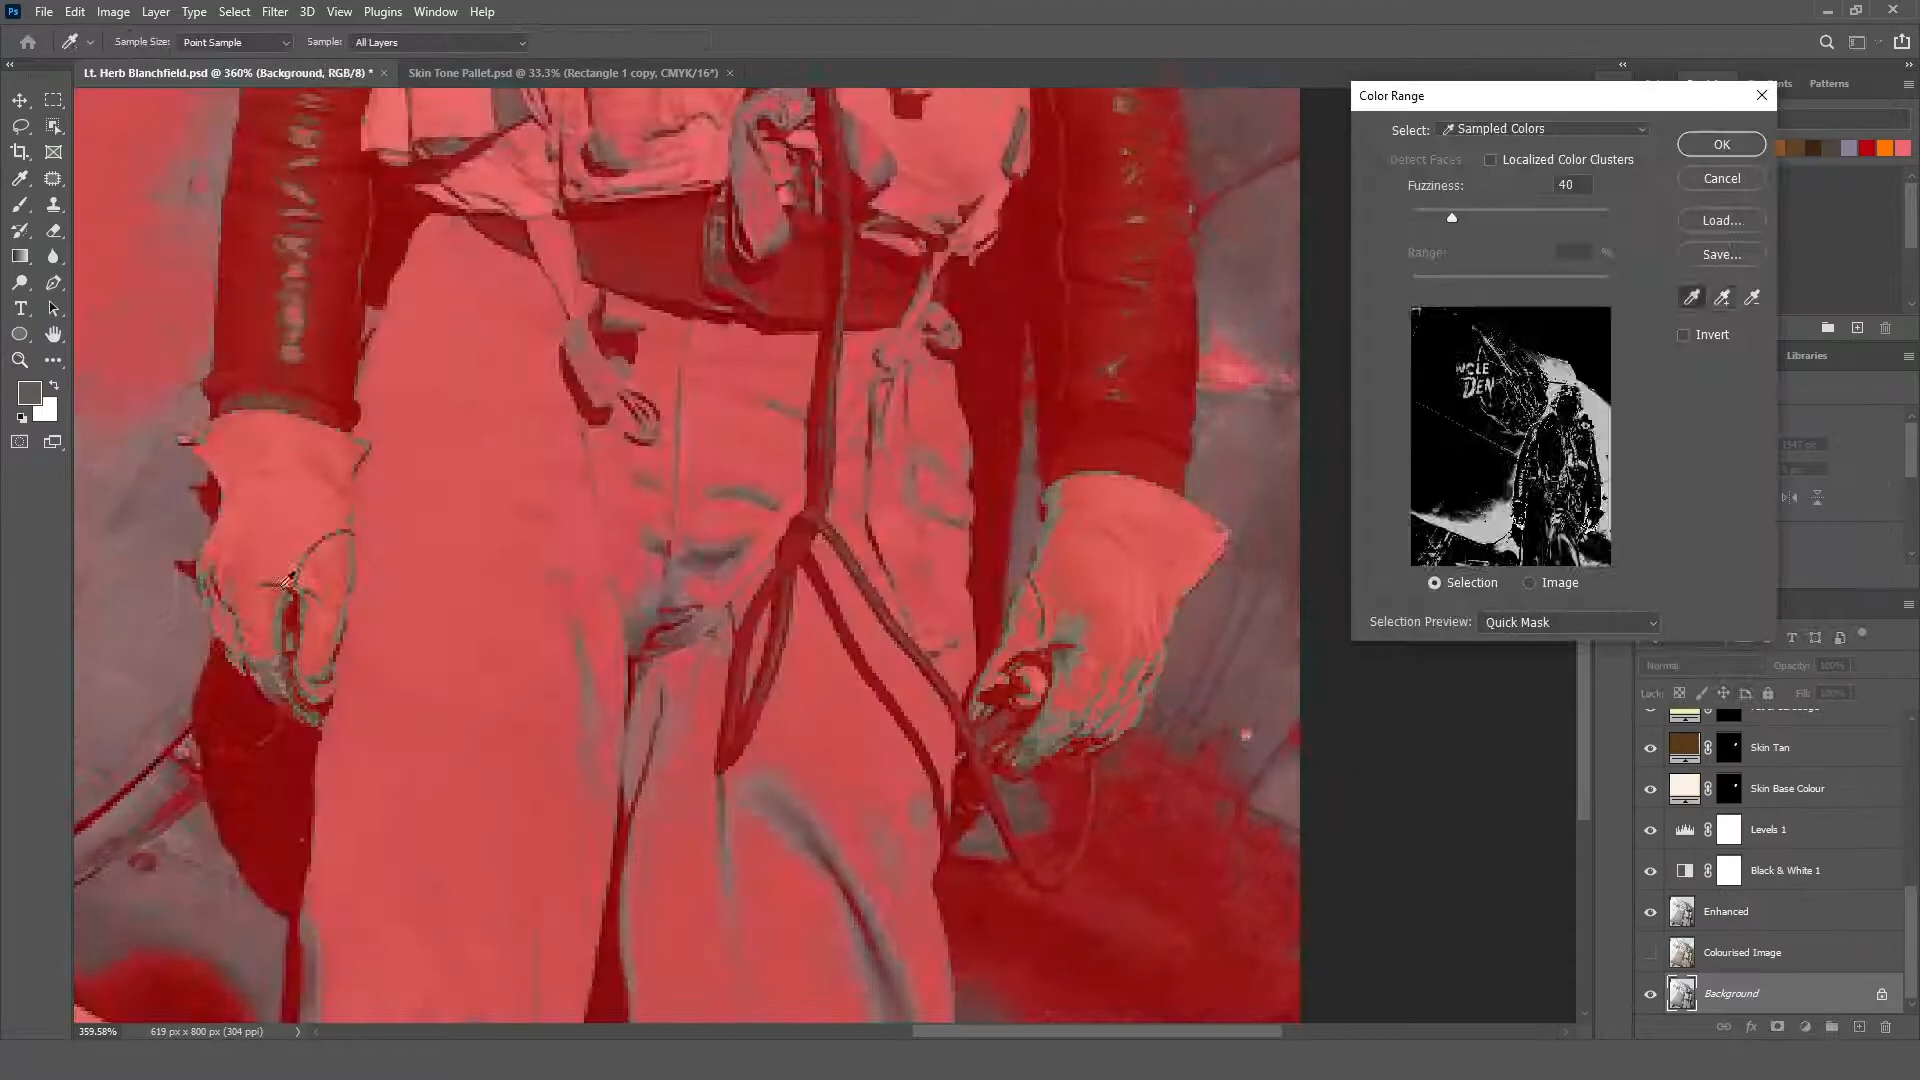 Ps File Edit Image Layer Type Select Filter 3D View Plugins Window Help
Sample Size: Point Sample Sample: All Layers
Lt. Herb Blanchfield.psd @ 360% (Background, RGB/8) * × Skin Tone Pallet.psd @ 33.3% (Rectangle 1 copy, CMYK/16*) ×
Patterns
Color Range
Select: Sampled Colors
OK
Detect Faces Localized Color Clusters
Fuzziness: 40
Cancel
Load...
Range: %
Save...
Invert
Libraries
Selection Image
Selection Preview: Quick Mask
Normal Opacity: 100%
Lock: Fill: 100%
Skin Tan
Skin Base Colour
Levels 1
Black & White 1
Enhanced
Colourised Image
Background
359.58% 619 px x 800 px (304 ppi)